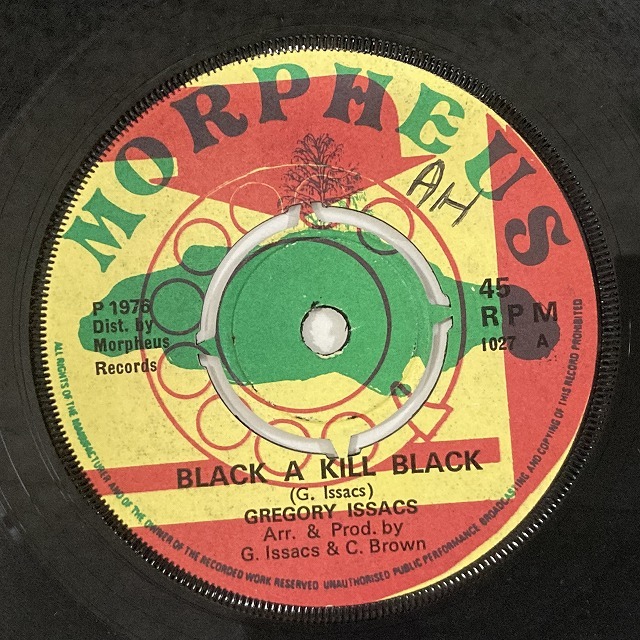 MORPHEUS
AH
P 1976
Dist. by
Morpheus
Records
45
RPM
1027 A
BLACK A KILL BLACK
(G. Issacs)
GREGORY ISSACS
Arr. & Prod. by
G. Issacs & C. Brown
ALL RIGHTS OF THE MANUFACTURER AND OF THE OWNER OF THE RECORDED WORK RESERVED UNAUTHORISED PUBLIC PERFORMANCE BROADCASTING AND COPYING OF THIS RECORD PROHIBITED